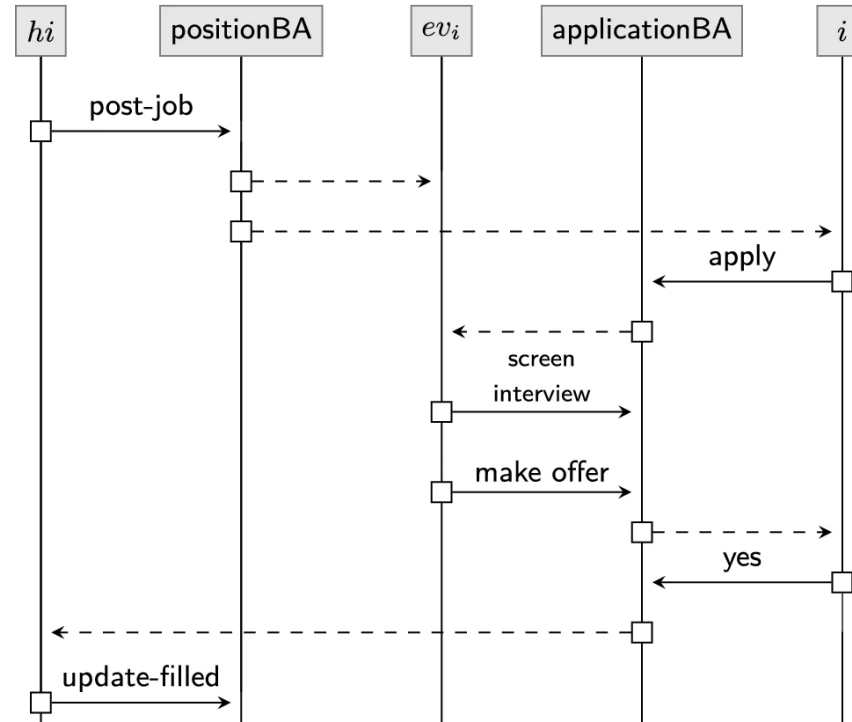 hi positionBA ev_i applicationBA i
post-job
apply
screen
interview
make offer
yes
update-filled